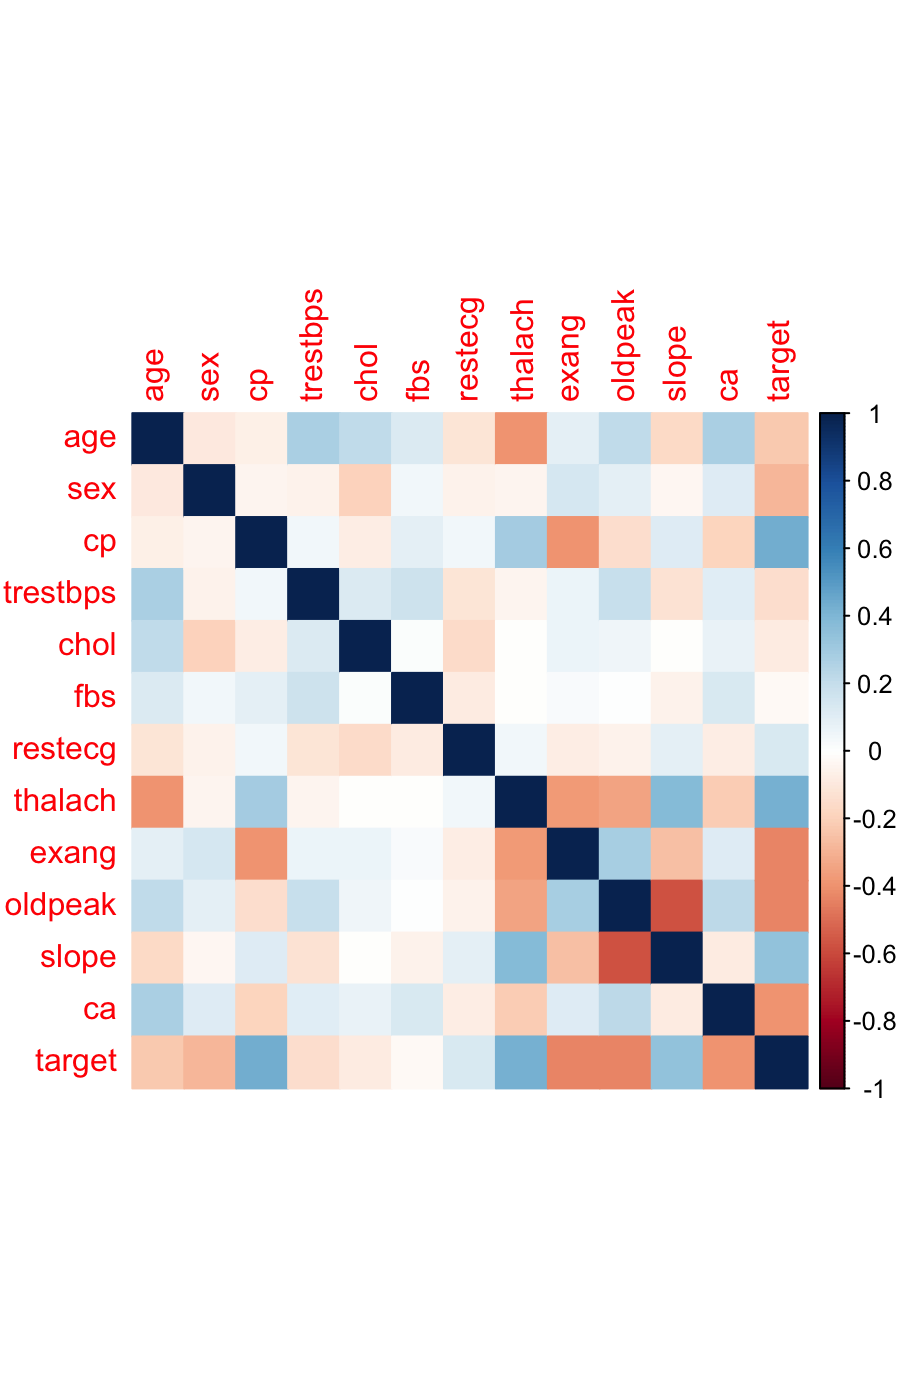 age
sex
cp
trestbps
chol
fbs
restecg
thalach
exang
oldpeak
slope
ca
target
age
sex
cp
trestbps
chol
fbs
restecg
thalach
exang
oldpeak
slope
ca
target
1
0.8
0.6
0.4
0.2
0
-0.2
-0.4
-0.6
-0.8
-1